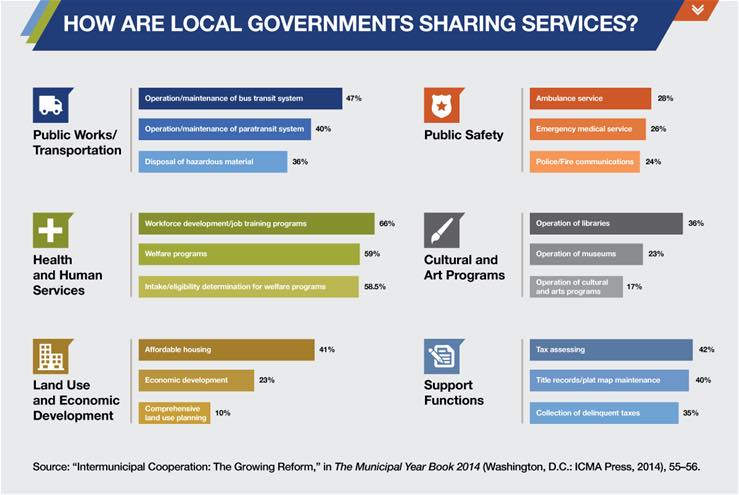 HOW ARE LOCAL GOVERNMENTS SHARING SERVICES?
Public Works/
Transportation
Operation/maintenance of bus transit system 47%
Operation/maintenance of paratransit system 40%
Disposal of hazardous material 36%
Public Safety
Ambulance service 28%
Emergency medical service 26%
Police/Fire communications 24%
Health
and Human
Services
Workforce development/job training programs 66%
Welfare programs 59%
Intake/eligibility determination for welfare programs 58.5%
Cultural and
Art Programs
Operation of libraries 36%
Operation of museums 23%
Operation of cultural
and arts programs 17%
Land Use
and Economic
Development
Affordable housing 41%
Economic development 23%
Comprehensive
land use planning 10%
Support
Functions
Tax assessing 42%
Title records/plat map maintenance 40%
Collection of delinquent taxes 35%
Source: “Intermunicipal Cooperation: The Growing Reform,” in The Municipal Year Book 2014 (Washington, D.C.: ICMA Press, 2014), 55–56.